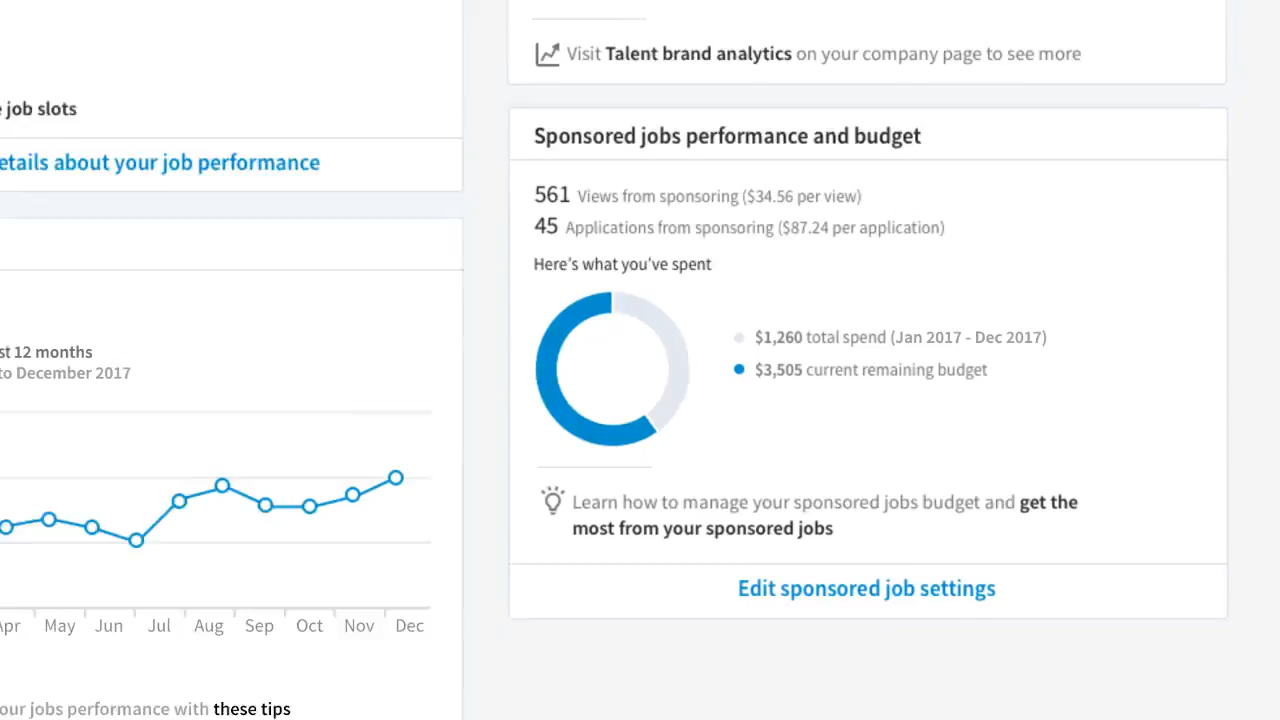 job slots
etails about your job performance
st 12 months
to December 2017
Apr May Jun Jul Aug Sep Oct Nov Dec
our jobs performance with these tips
Visit Talent brand analytics on your company page to see more
Sponsored jobs performance and budget
561 Views from sponsoring ($34.56 per view)
45 Applications from sponsoring ($87.24 per application)
Here's what you've spent
$1,260 total spend (Jan 2017 - Dec 2017)
$3,505 current remaining budget
Learn how to manage your sponsored jobs budget and get the
most from your sponsored jobs
Edit sponsored job settings